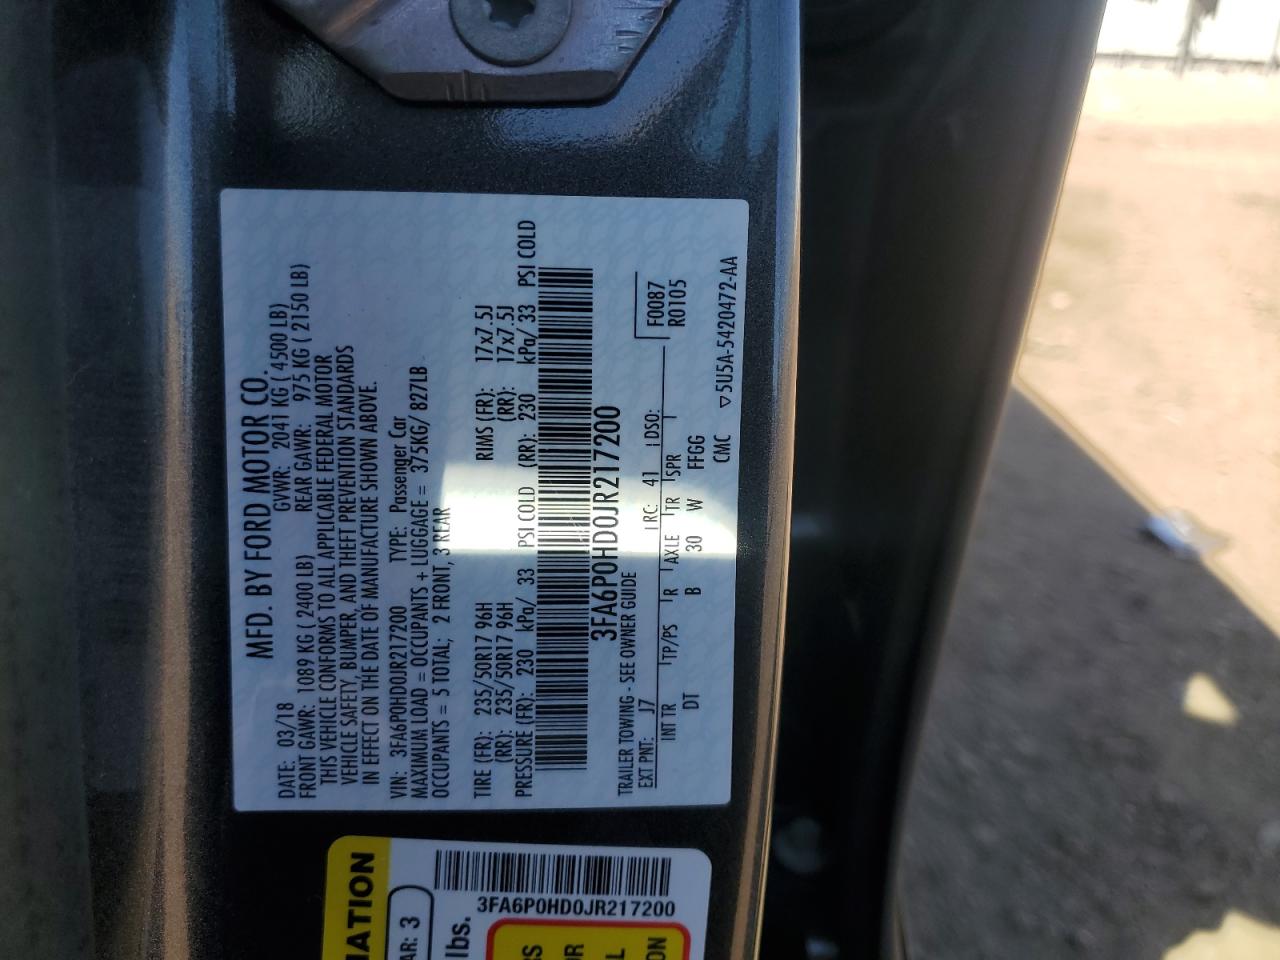 MFD. BY FORD MOTOR CO.
DATE: 03/18 GVWR: 2041 KG ( 4500 LB)
FRONT GAWR: 1089 KG ( 2400 LB) REAR GAWR: 975 KG ( 2150 LB)
THIS VEHICLE CONFORMS TO ALL APPLICABLE FEDERAL MOTOR
VEHICLE SAFETY, BUMPER, AND THEFT PREVENTION STANDARDS
IN EFFECT ON THE DATE OF MANUFACTURE SHOWN ABOVE.
VIN: 3FA6P0HD0JR217200 TYPE: Passenger Car
MAXIMUM LOAD = OCCUPANTS + LUGGAGE = 375KG/ 827LB
OCCUPANTS = 5 TOTAL; 2 FRONT, 3 REAR
TIRE (FR): 235/50R17 96H RIMS (FR): 17x7.5J
(RR): 235/50R17 96H (RR): 17x7.5J
PRESSURE (FR): 230 kPa/ 33 PSI COLD (RR): 230 kPa/ 33 PSI COLD
3FA6P0HD0JR217200
TRAILER TOWING - SEE OWNER GUIDE F0087
EXT PNT: J7 RC: 41 DSO: R0105
INT TR TP/PS R AXLE TR SPR
DT B 30 W FFGG
CMC ▽5U5A-5420472-AA
MATION
AR: 3
lbs.
3FA6P0HD0JR217200